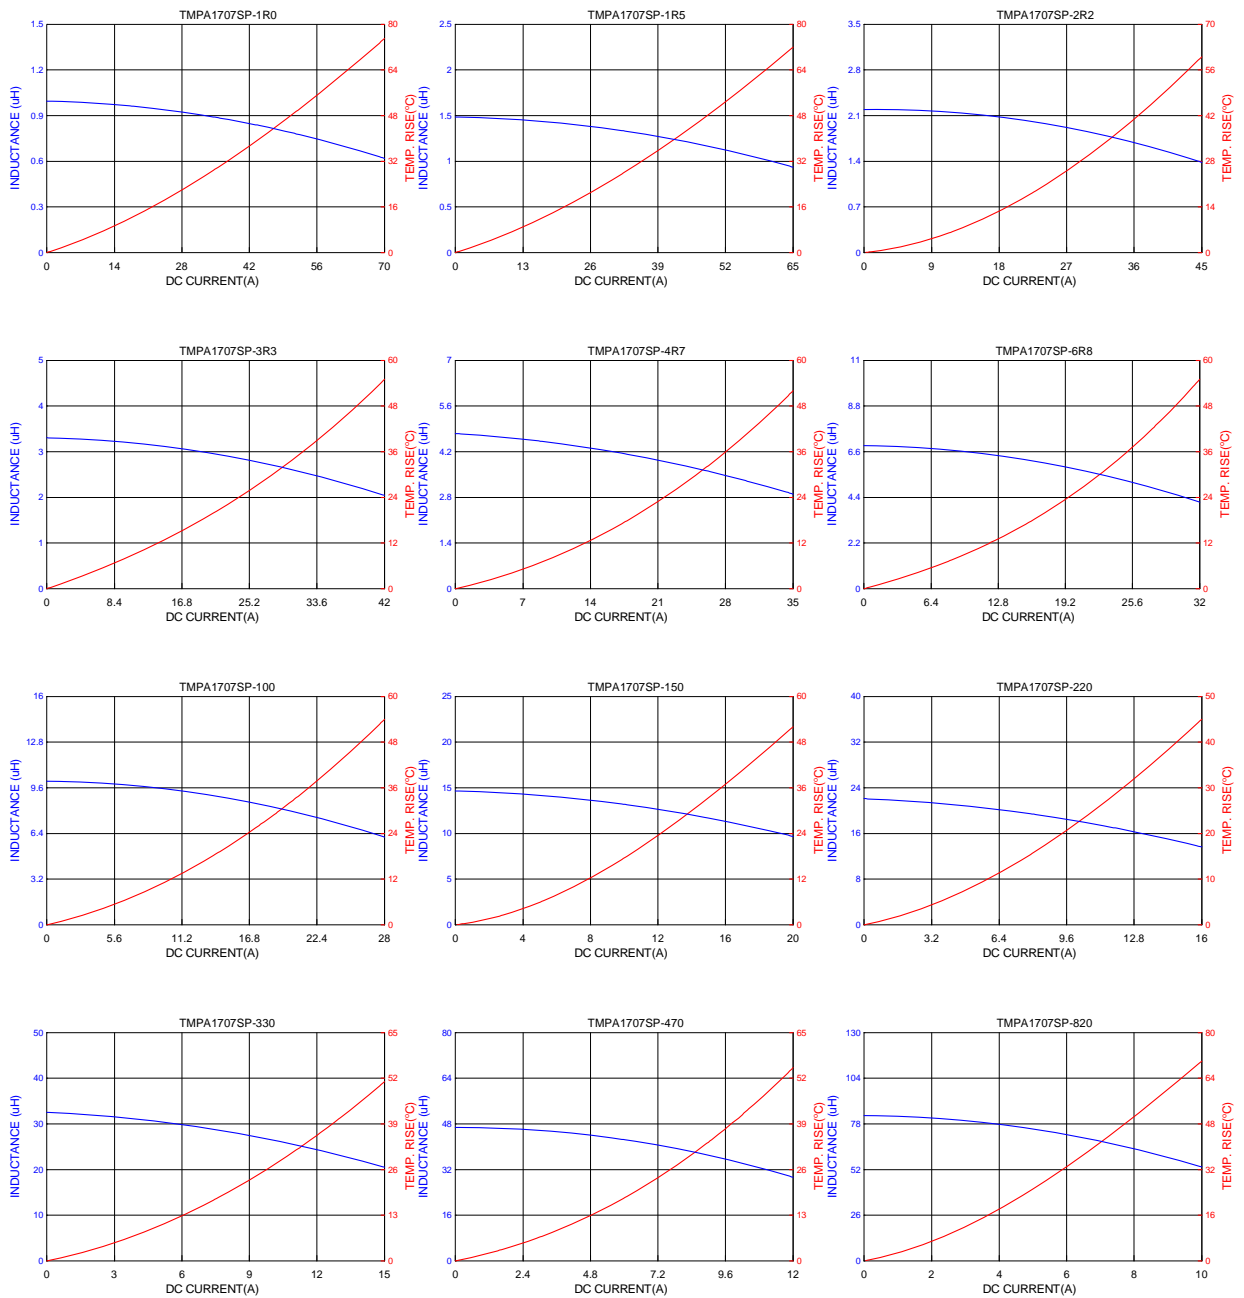 TMPA1707SP-1R0
1.5
1.2
0.9
0.6
0.3
0
80
64
48
32
16
0
INDUCTANCE (uH)
TEMP. RISE(°C)
0 14 28 42 56 70
DC CURRENT(A)
TMPA1707SP-1R5
2.5
2
1.5
1
0.5
0
80
64
48
32
16
0
INDUCTANCE (uH)
TEMP. RISE(°C)
0 13 26 39 52 65
DC CURRENT(A)
TMPA1707SP-2R2
3.5
2.8
2.1
1.4
0.7
0
70
56
42
28
14
0
INDUCTANCE (uH)
TEMP. RISE(°C)
0 9 18 27 36 45
DC CURRENT(A)
TMPA1707SP-3R3
5
4
3
2
1
0
60
48
36
24
12
0
INDUCTANCE (uH)
TEMP. RISE(°C)
0 8.4 16.8 25.2 33.6 42
DC CURRENT(A)
TMPA1707SP-4R7
7
5.6
4.2
2.8
1.4
0
60
48
36
24
12
0
INDUCTANCE (uH)
TEMP. RISE(°C)
0 7 14 21 28 35
DC CURRENT(A)
TMPA1707SP-6R8
11
8.8
6.6
4.4
2.2
0
60
48
36
24
12
0
INDUCTANCE (uH)
TEMP. RISE(°C)
0 6.4 12.8 19.2 25.6 32
DC CURRENT(A)
TMPA1707SP-100
16
12.8
9.6
6.4
3.2
0
60
48
36
24
12
0
INDUCTANCE (uH)
TEMP. RISE(°C)
0 5.6 11.2 16.8 22.4 28
DC CURRENT(A)
TMPA1707SP-150
25
20
15
10
5
0
60
48
36
24
12
0
INDUCTANCE (uH)
TEMP. RISE(°C)
0 4 8 12 16 20
DC CURRENT(A)
TMPA1707SP-220
40
32
24
16
8
0
50
40
30
20
10
0
INDUCTANCE (uH)
TEMP. RISE(°C)
0 3.2 6.4 9.6 12.8 16
DC CURRENT(A)
TMPA1707SP-330
50
40
30
20
10
0
65
52
39
26
13
0
INDUCTANCE (uH)
TEMP. RISE(°C)
0 3 6 9 12 15
DC CURRENT(A)
TMPA1707SP-470
80
64
48
32
16
0
65
52
39
26
13
0
INDUCTANCE (uH)
TEMP. RISE(°C)
0 2.4 4.8 7.2 9.6 12
DC CURRENT(A)
TMPA1707SP-820
130
104
78
52
26
0
80
64
48
32
16
0
INDUCTANCE (uH)
TEMP. RISE(°C)
0 2 4 6 8 10
DC CURRENT(A)